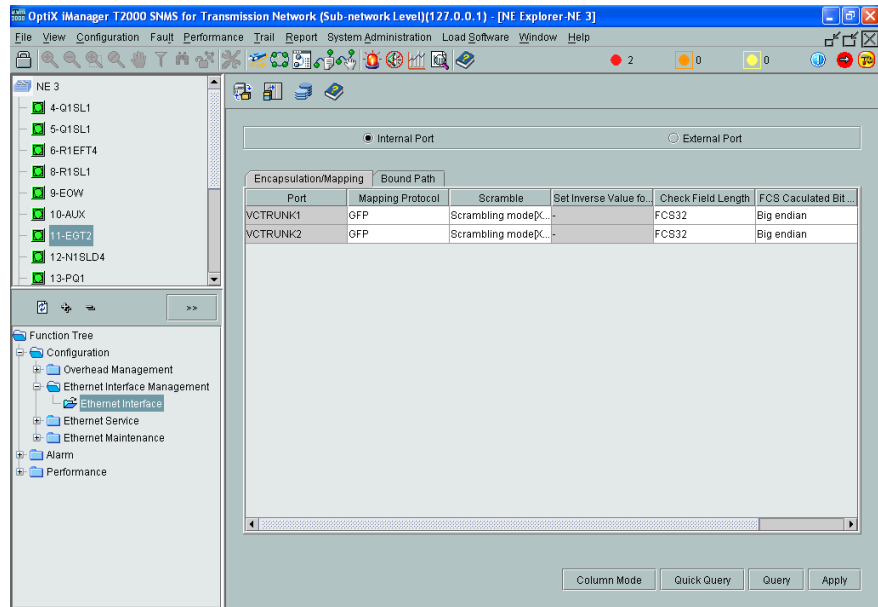 OptiX iManager T2000 SNMS for Transmission Network (Sub-network Level)(127.0.0.1) - [NE Explorer-NE 3]
File View Configuration Fault Performance Trail Report System Administration Load Software Window Help
2 0 0
NE 3
4-Q1SL1
5-Q1SL1
6-R1EFT4
8-R1SL1
9-EOW
10-AUX
11-EGT2
12-N1SLD4
13-PQ1
>>
Function Tree
Configuration
Overhead Management
Ethernet Interface Management
Ethernet Interface
Ethernet Service
Ethernet Maintenance
Alarm
Performance
Internal Port External Port
Encapsulation/Mapping Bound Path
Port Mapping Protocol Scramble Set Inverse Value fo... Check Field Length FCS Caculated Bit ...
VCTRUNK1 GFP Scrambling mode[X... - FCS32 Big endian
VCTRUNK2 GFP Scrambling mode[X... - FCS32 Big endian
Column Mode Quick Query Query Apply